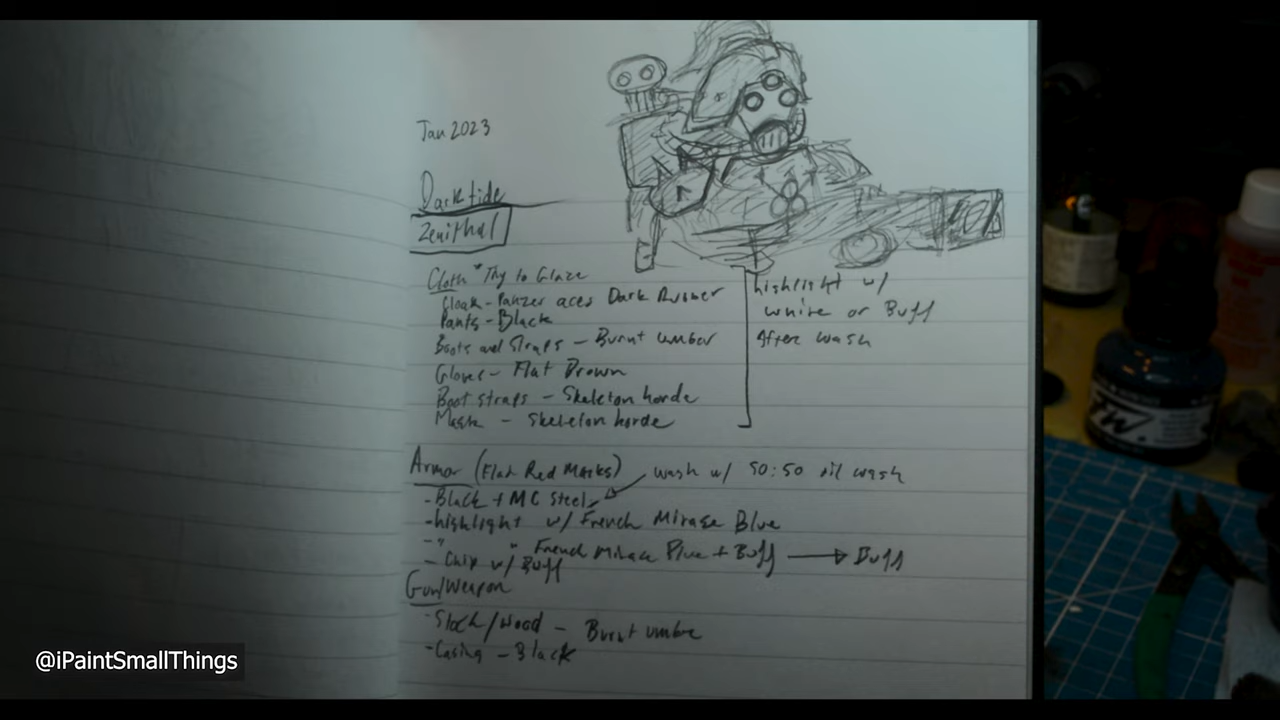 Jan 2023
Darktide
Zenithal
Cloth *Try to Glaze
Cloak - Panzer aces Dark Rubber
Pants - Black
Boots and Straps - Burnt umber
Gloves - Flat Brown
Boot straps - Skeleton horde
Mask - Skeleton horde
highlight w/
white or Buff
After wash
Armor (Flat Red Marks) wash w/ 50:50 oil wash
- Black + MC Steel
- highlight w/ French Mirage Blue
- " " French Mirage Blue + Buff → Buff
- Chip w/ Buff
Gun/Weapon
- Stock/Wood - Burnt umber
- Casing - Black
@iPaintSmallThings